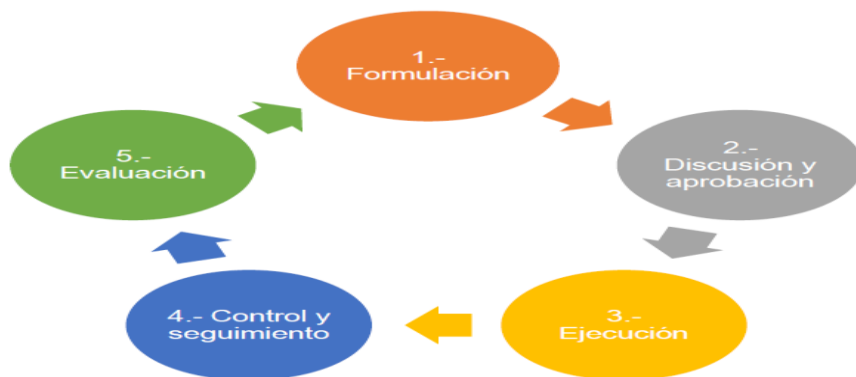 1.-
Formulación
2.-
Discusión y
aprobación
3.-
Ejecución
4.- Control y
seguimiento
5.-
Evaluación